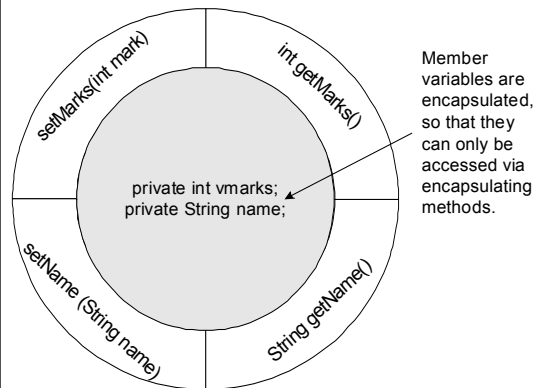 setMarks(int mark)
int getMarks()
private int vmarks;
private String name;
setName (String name)
String getName()
Member
variables are
encapsulated,
so that they
can only be
accessed via
encapsulating
methods.